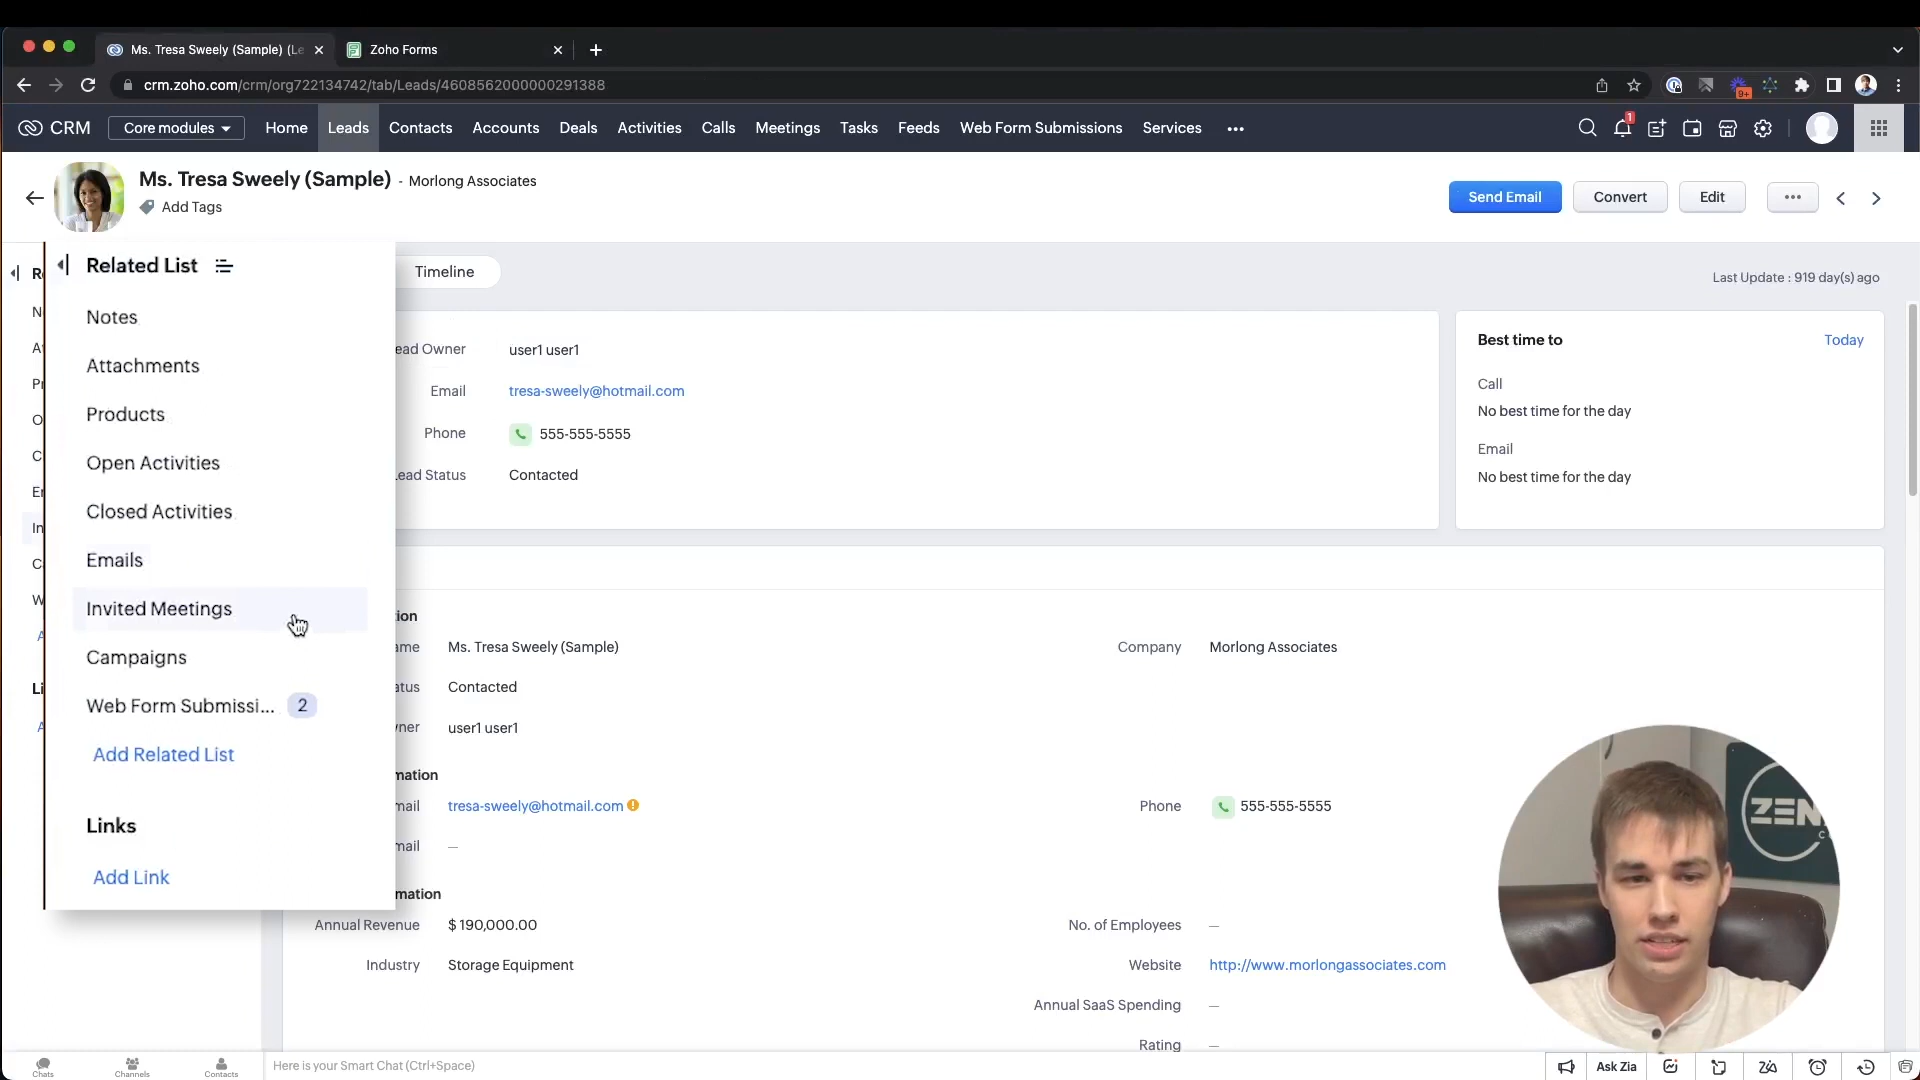 Ms. Tresa Sweely (Sample) (Le
Zoho Forms
crm.zoho.com/crm/org722134742/tab/Leads/4608562000000291388
9+
CRM
Core modules
Home
Leads
Contacts
Accounts
Deals
Activities
Calls
Meetings
Tasks
Feeds
Web Form Submissions
Services
1
Ms. Tresa Sweely (Sample) - Morlong Associates
Add Tags
Send Email
Convert
Edit
Related List
Notes
Attachments
Products
Open Activities
Closed Activities
Emails
Invited Meetings
Campaigns
Web Form Submissi... 2
Add Related List
Links
Add Link
Timeline
Last Update : 919 day(s) ago
ead Owner user1 user1
Email tresa-sweely@hotmail.com
Phone 555-555-5555
Lead Status Contacted
Best time to Today
Call
No best time for the day
Email
No best time for the day
tion
ame Ms. Tresa Sweely (Sample)
Company Morlong Associates
atus Contacted
ner user1 user1
mation
mail tresa-sweely@hotmail.com
Phone 555-555-5555
mail —
mation
Annual Revenue $ 190,000.00
No. of Employees —
Industry Storage Equipment
Website http://www.morlongassociates.com
Annual SaaS Spending —
Rating —
ZEN
Chats
Channels
Contacts
Here is your Smart Chat (Ctrl+Space)
Ask Zia